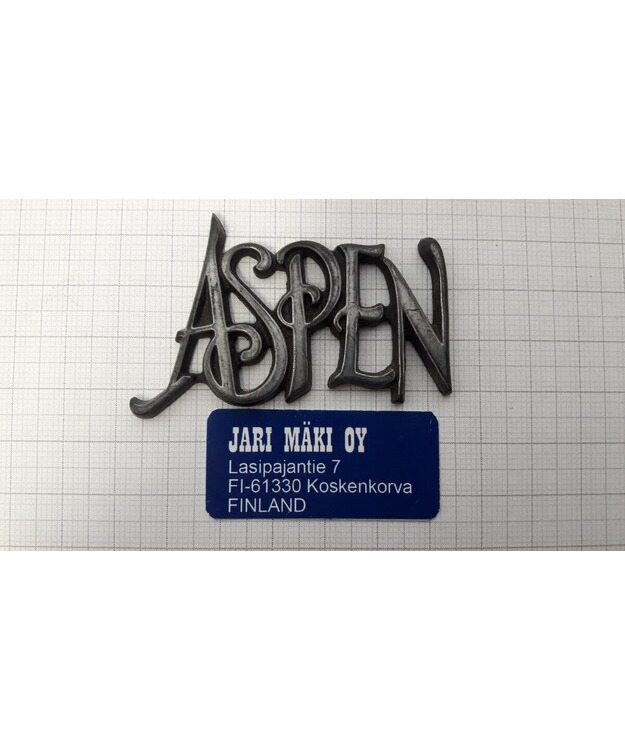 ASPEN
JARI MÄKI OY
Lasipajantie 7
FI-61330 Koskenkorva
FINLAND